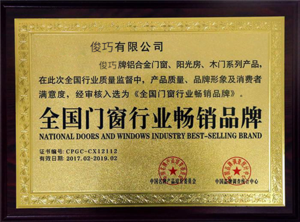 俊巧有限公司
俊巧牌铝合金门窗、阳光房、木门系列产品,
在此次全国行业质量监督中,产品质量、品牌形象及消费者
满意度,经审核入选为《全国门窗行业畅销品牌》。
全国门窗行业畅销品牌
NATIONAL DOORS AND WINDOWS INDUSTRY BEST-SELLING BRAND
证书编号:CPGC-CX12112
有效日期:2017.02-2019.02